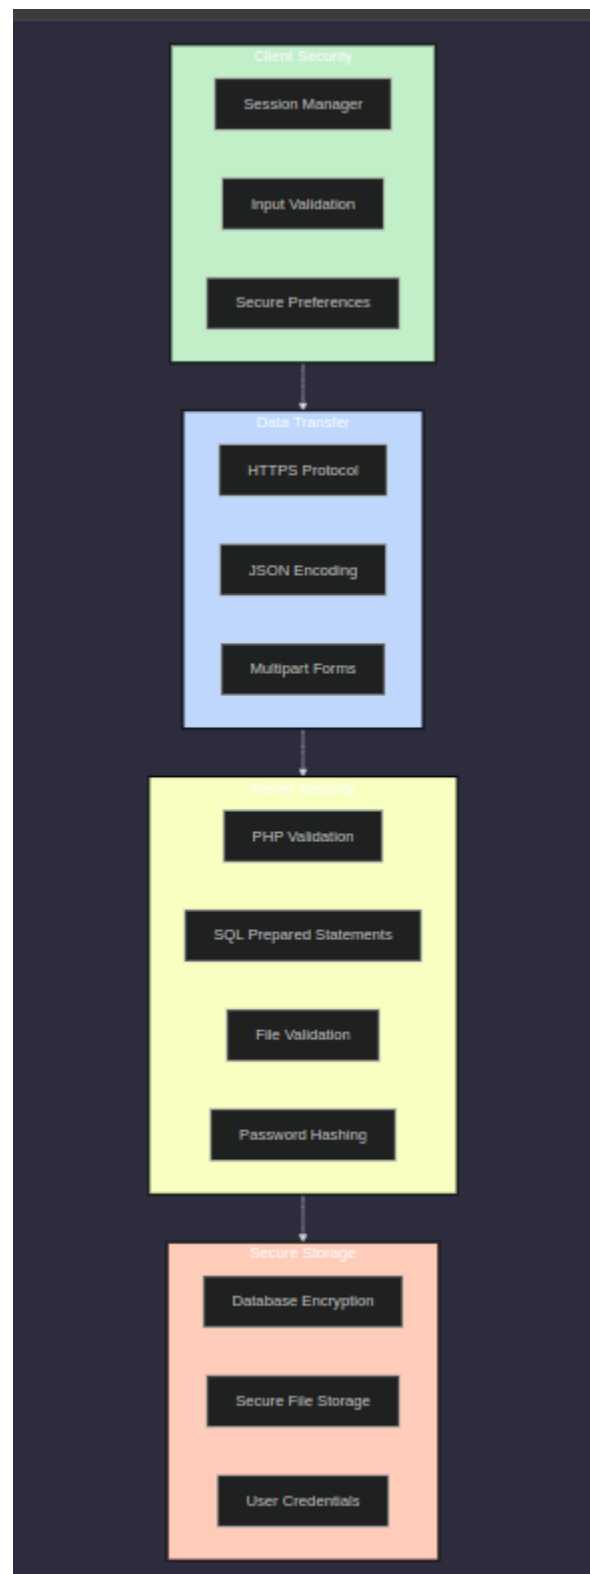 Client Security
Session Manager
Input Validation
Secure Preferences
Data Transfer
HTTPS Protocol
JSON Encoding
Multipart Forms
Server Security
PHP Validation
SQL Prepared Statements
File Validation
Password Hashing
Secure Storage
Database Encryption
Secure File Storage
User Credentials